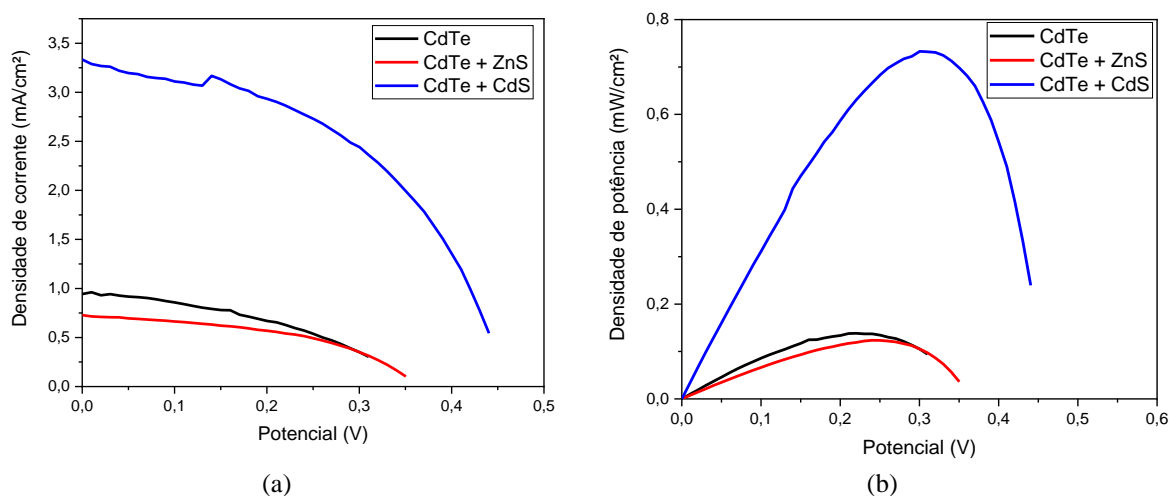 CdTe
CdTe + ZnS
CdTe + CdS
Densidade de corrente (mA/cm²)
3,5
3,0
2,5
2,0
1,5
1,0
0,5
0,0
0,0 0,1 0,2 0,3 0,4 0,5
Potencial (V)
(a)
CdTe
CdTe + ZnS
CdTe + CdS
Densidade de potência (mW/cm²)
0,8
0,6
0,4
0,2
0,0
0,0 0,1 0,2 0,3 0,4 0,5 0,6
Potencial (V)
(b)